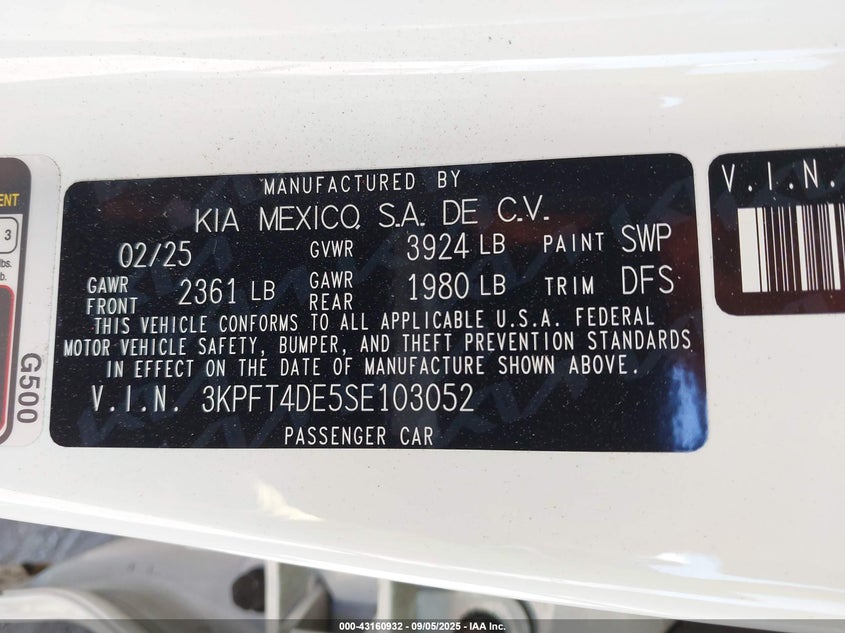 MANUFACTURED BY
KIA MEXICO, S.A. DE C.V.
02/25 GVWR 3924 LB PAINT SWP
GAWR FRONT 2361 LB GAWR REAR 1980 LB TRIM DFS
THIS VEHICLE CONFORMS TO ALL APPLICABLE U.S.A. FEDERAL
MOTOR VEHICLE SAFETY, BUMPER, AND THEFT PREVENTION STANDARDS
IN EFFECT ON THE DATE OF MANUFACTURE SHOWN ABOVE.
V.I.N. 3KPFT4DE5SE103052
PASSENGER CAR
V.I.N.
3
lbs.
G500
000-43160932 - 09/05/2025 - IAA Inc.